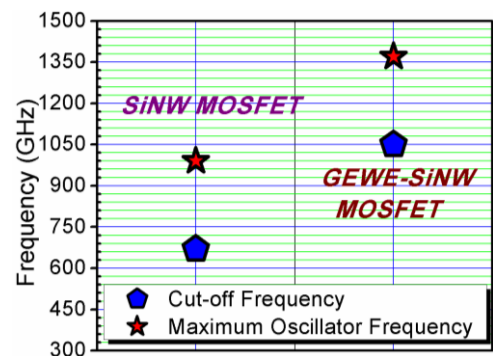 1500
1350
1200
1050
900
750
600
450
300
Frequency (GHz)
SiNW MOSFET
GEWE-SiNW
MOSFET
Cut-off Frequency
Maximum Oscillator Frequency